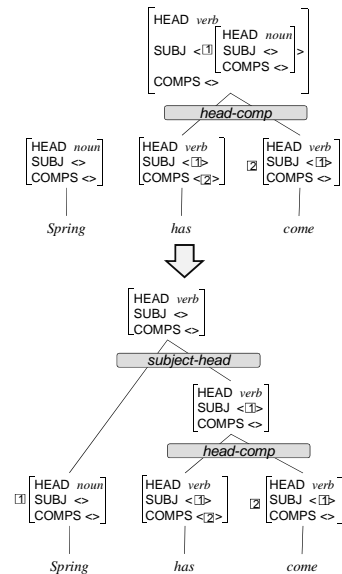 HEAD verb
HEAD noun
SUBJ <1 SUBJ <> >
COMPS <>
COMPS <>
head-comp
HEAD noun HEAD verb HEAD verb
SUBJ <> SUBJ <1> 2 SUBJ <1>
COMPS <> COMPS <2> COMPS <>
Spring has come
HEAD verb
SUBJ <>
COMPS <>
subject-head
HEAD verb
SUBJ <1>
COMPS <>
head-comp
HEAD noun HEAD verb HEAD verb
1 SUBJ <> SUBJ <1> 2 SUBJ <1>
COMPS <> COMPS <2> COMPS <>
Spring has come